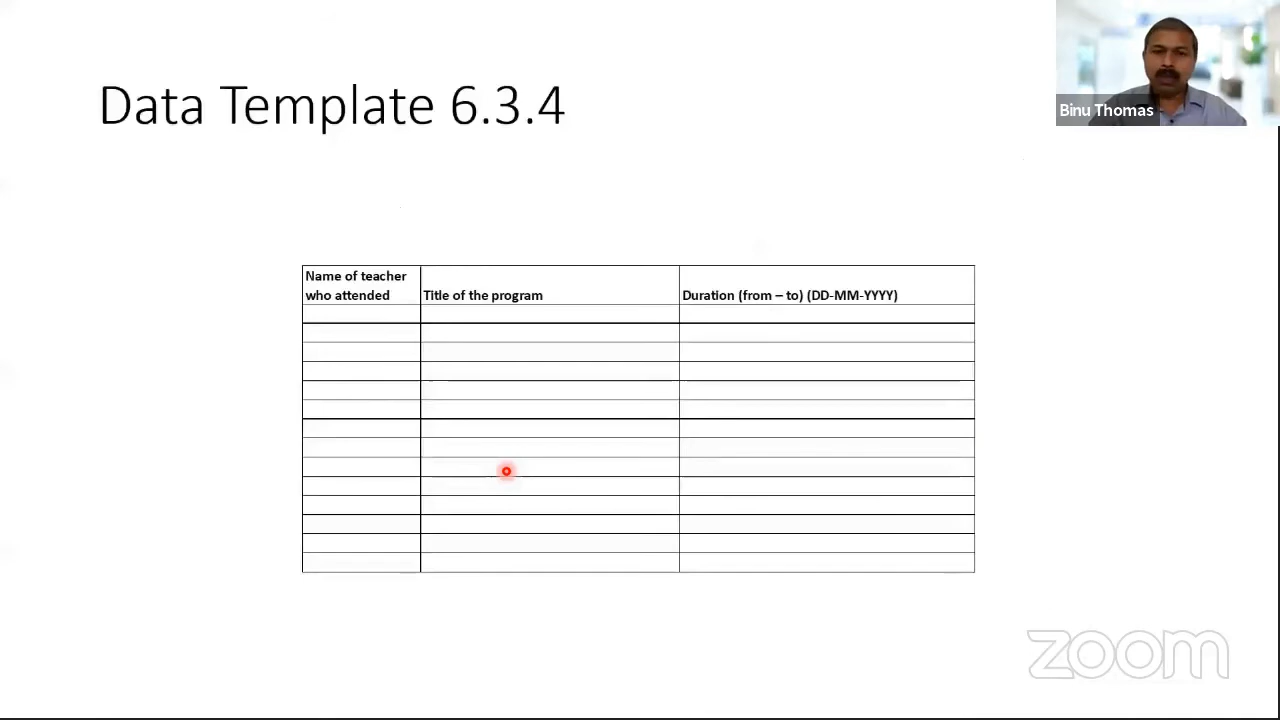 Data Template 6.3.4
Binu Thomas
Name of teacher
who attended
Title of the program
Duration (from – to) (DD-MM-YYYY)
zoom